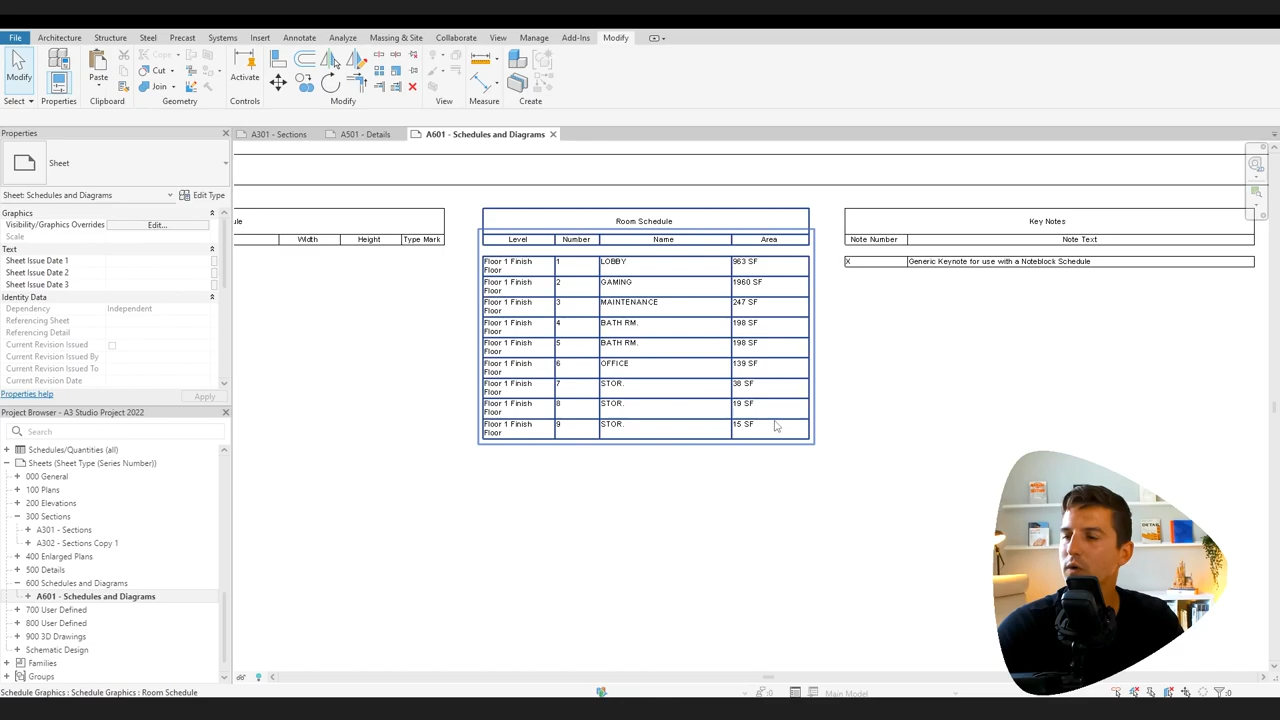 File Architecture Structure Steel Precast Systems Insert Annotate Analyze Massing & Site Collaborate View Manage Add-Ins Modify
Modify
Properties
Paste
Cope
Cut
Join
Activate
Select Properties Clipboard Geometry Controls Modify View Measure Create
Properties
A301 - Sections A501 - Details A601 - Schedules and Diagrams
Sheet
Sheet: Schedules and Diagrams Edit Type
Graphics
Visibility/Graphics Overrides Edit...
Scale
Text
Sheet Issue Date 1
Sheet Issue Date 2
Sheet Issue Date 3
Identity Data
Dependency Independent
Referencing Sheet
Referencing Detail
Current Revision Issued
Current Revision Issued By
Current Revision Issued To
Current Revision Date
Properties help Apply
Project Browser - A3 Studio Project 2022
Search
Schedules/Quantities (all)
Sheets (Sheet Type (Series Number))
000 General
100 Plans
200 Elevations
300 Sections
A301 - Sections
A302 - Sections Copy 1
400 Enlarged Plans
500 Details
600 Schedules and Diagrams
A601 - Schedules and Diagrams
700 User Defined
800 User Defined
900 3D Drawings
Schematic Design
Families
Groups
Width Height Type Mark
Room Schedule
Level Number Name Area
Floor 1 Finish Floor 1 LOBBY 963 SF
Floor 1 Finish Floor 2 GAMING 1960 SF
Floor 1 Finish Floor 3 MAINTENANCE 247 SF
Floor 1 Finish Floor 4 BATH RM. 198 SF
Floor 1 Finish Floor 5 BATH RM. 198 SF
Floor 1 Finish Floor 6 OFFICE 139 SF
Floor 1 Finish Floor 7 STOR. 38 SF
Floor 1 Finish Floor 8 STOR. 19 SF
Floor 1 Finish Floor 9 STOR. 15 SF
Key Notes
Note Number Note Text
X Generic Keynote for use with a Noteblock Schedule
Schedule Graphics : Schedule Graphics : Room Schedule
:0 Main Model :0
DETAIL